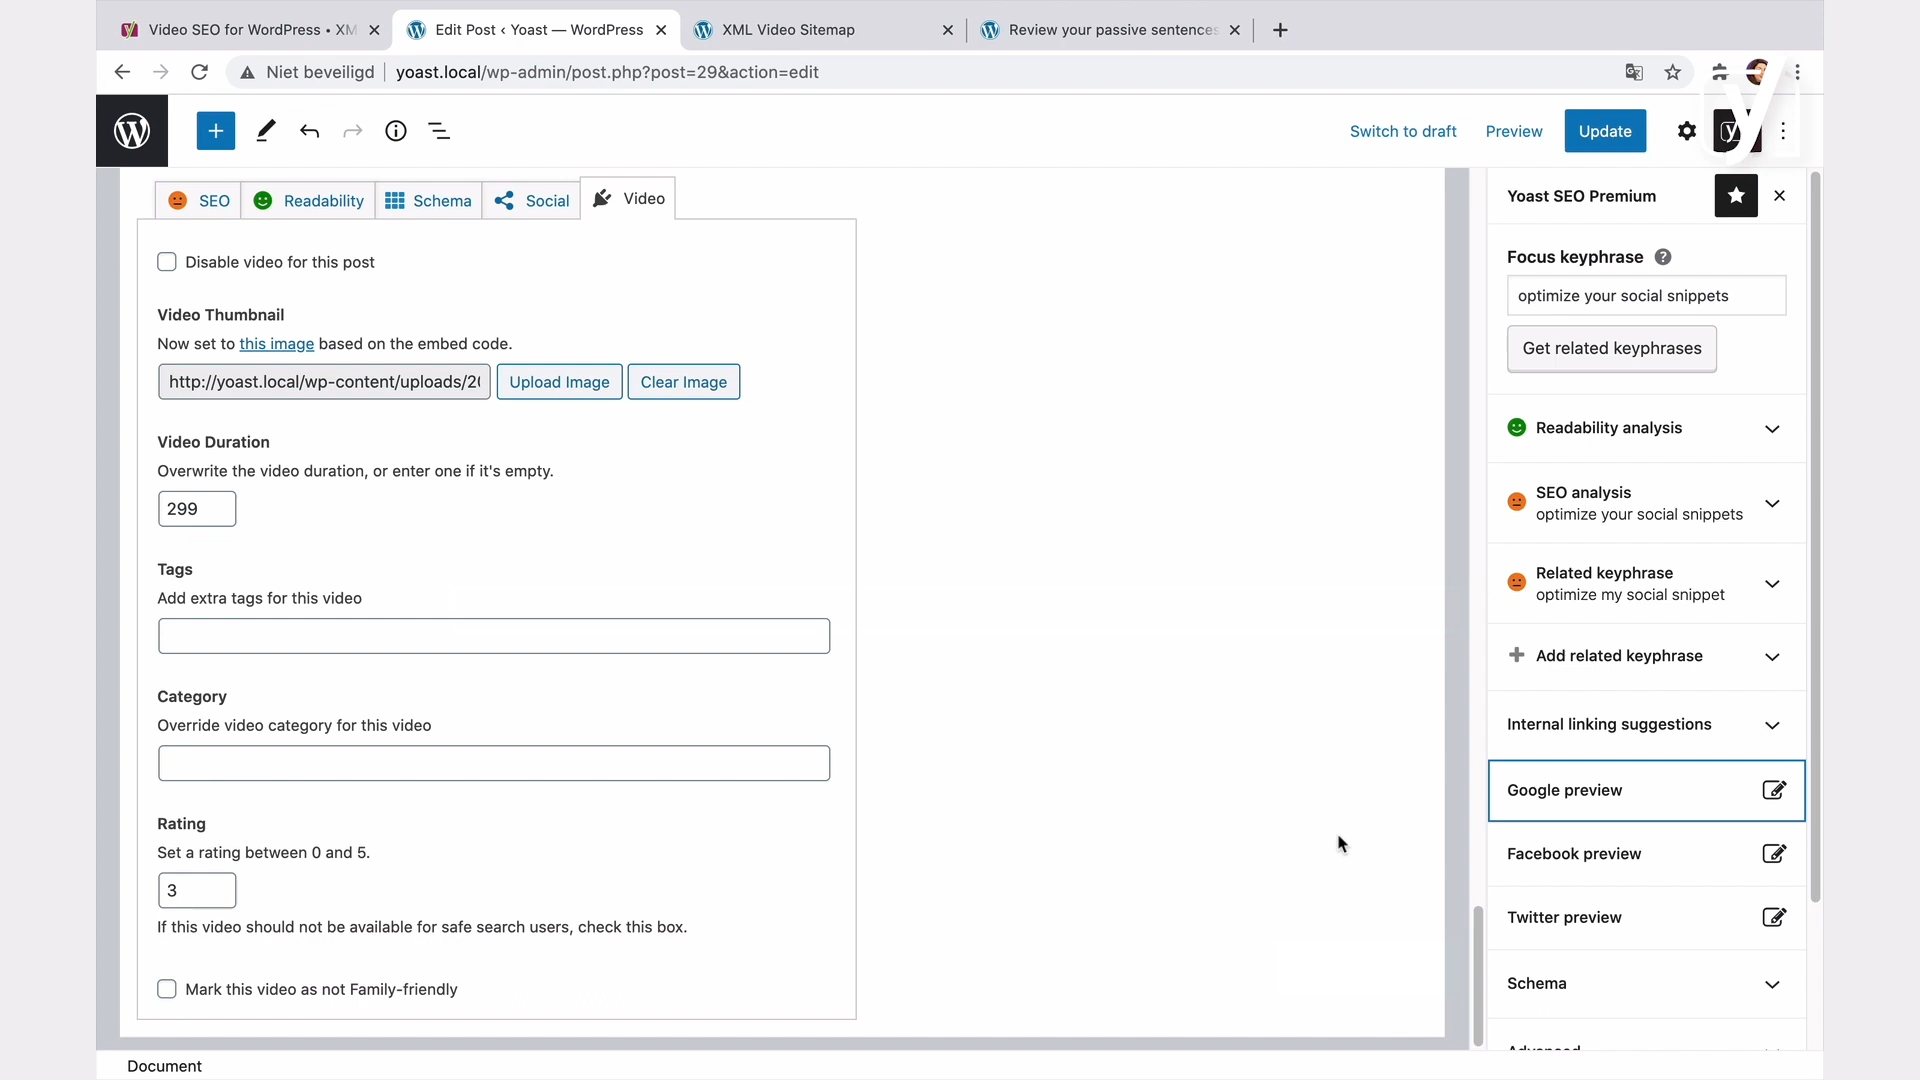 Video SEO for WordPress • XM
Edit Post ‹ Yoast — WordPress
XML Video Sitemap
Review your passive sentences
Niet beveiligd
yoast.local/wp-admin/post.php?post=29&action=edit
Switch to draft
Preview
Update
SEO
Readability
Schema
Social
Video
Disable video for this post
Video Thumbnail
Now set to this image based on the embed code.
http://yoast.local/wp-content/uploads/20
Upload Image
Clear Image
Video Duration
Overwrite the video duration, or enter one if it's empty.
299
Tags
Add extra tags for this video
Category
Override video category for this video
Rating
Set a rating between 0 and 5.
3
If this video should not be available for safe search users, check this box.
Mark this video as not Family-friendly
Document
Yoast SEO Premium
Focus keyphrase
optimize your social snippets
Get related keyphrases
Readability analysis
SEO analysis
optimize your social snippets
Related keyphrase
optimize my social snippet
Add related keyphrase
Internal linking suggestions
Google preview
Facebook preview
Twitter preview
Schema